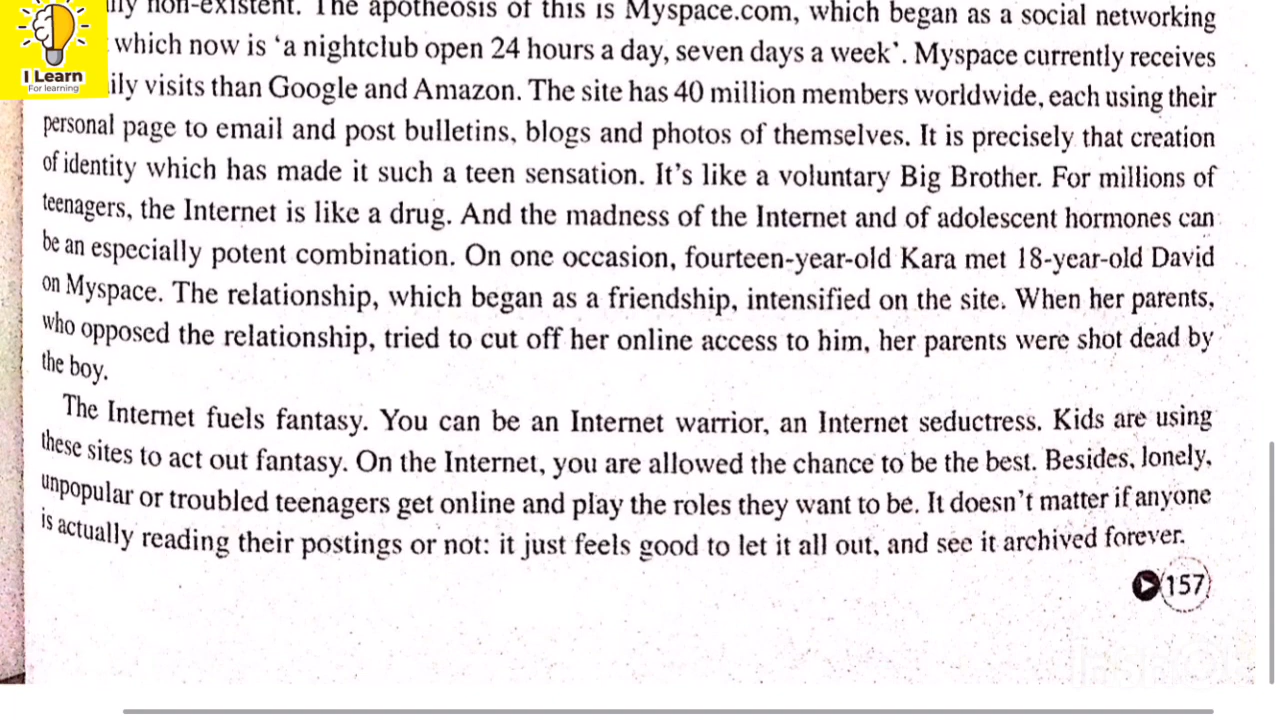 non-existent. The apotheosis of this is Myspace.com, which began as a social networking
which now is ‘a nightclub open 24 hours a day, seven days a week’. Myspace currently receives
I Learn
For learning
visits than Google and Amazon. The site has 40 million members worldwide, each using their
personal page to email and post bulletins, blogs and photos of themselves. It is precisely that creation
of identity which has made it such a teen sensation. It’s like a voluntary Big Brother. For millions of
teenagers, the Internet is like a drug. And the madness of the Internet and of adolescent hormones can
be an especially potent combination. On one occasion, fourteen-year-old Kara met 18-year-old David
on Myspace. The relationship, which began as a friendship, intensified on the site. When her parents,
who opposed the relationship, tried to cut off her online access to him, her parents were shot dead by
the boy.
The Internet fuels fantasy. You can be an Internet warrior, an Internet seductress. Kids are using
these sites to act out fantasy. On the Internet, you are allowed the chance to be the best. Besides, lonely,
unpopular or troubled teenagers get online and play the roles they want to be. It doesn’t matter if anyone
is actually reading their postings or not: it just feels good to let it all out, and see it archived forever.
157